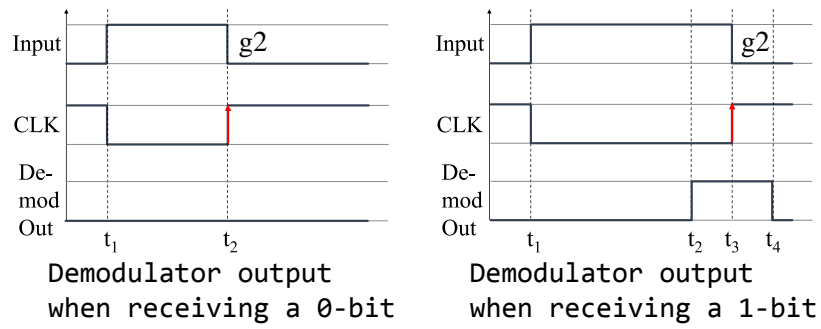 Input
g2
CLK
De-
mod
Out
t₁
t₂
Demodulator output
when receiving a 0-bit
Input
g2
CLK
De-
mod
Out
t₁
t₂
t₃
t₄
Demodulator output
when receiving a 1-bit